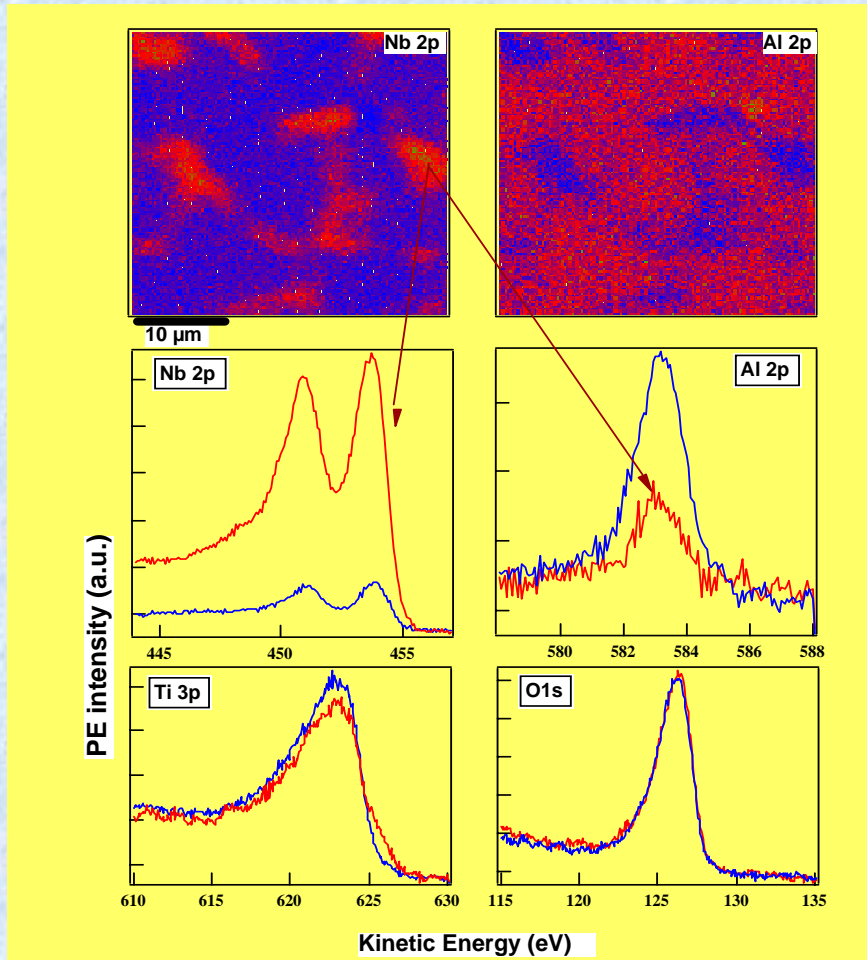 Nb 2p
Al 2p
10 µm
Nb 2p
Al 2p
445 450 455
580 582 584 586 588
PE intensity (a.u.)
Ti 3p
O1s
610 615 620 625 630
115 120 125 130 135
Kinetic Energy (eV)